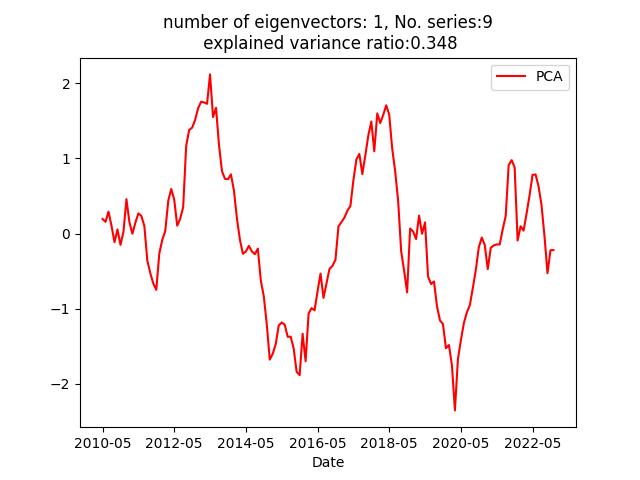 number of eigenvectors: 1, No. series:9
explained variance ratio:0.348
PCA
2
1
0
−1
−2
2010-05 2012-05 2014-05 2016-05 2018-05 2020-05 2022-05
Date